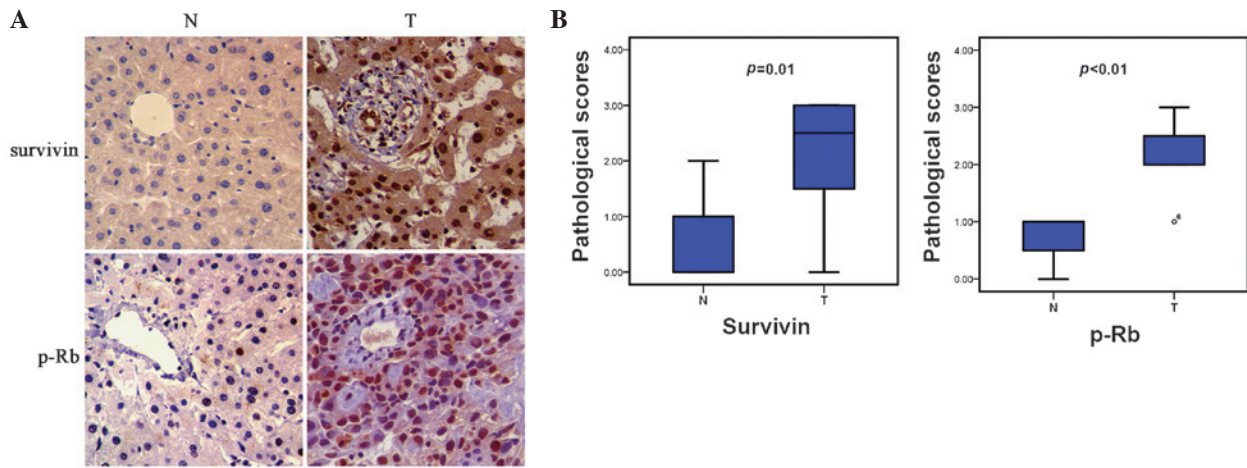 A
N
T
survivin
p-Rb
B
Pathological scores
4.00
3.00
2.00
1.00
0.00
p=0.01
N
T
Survivin
Pathological scores
4.00
3.00
2.00
1.00
0.00
p<0.01
6
N
T
p-Rb